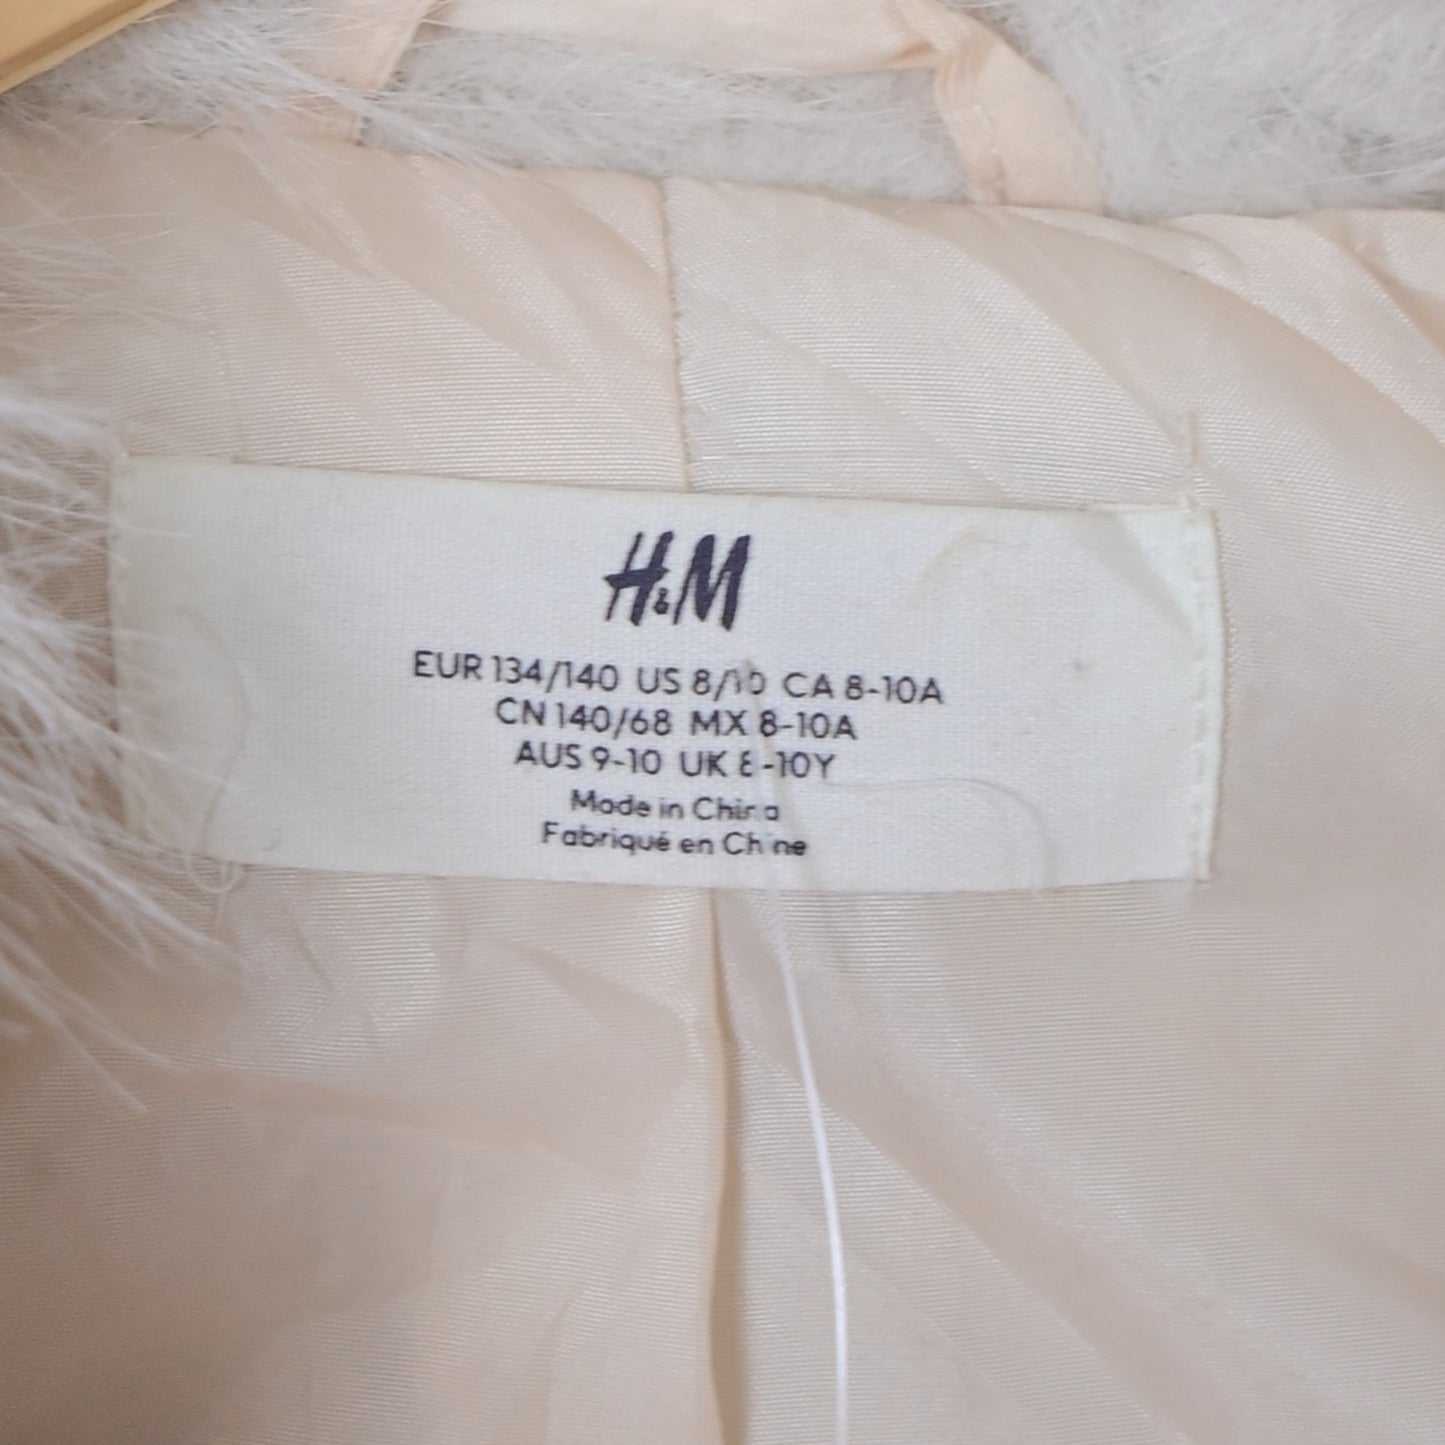 H&M
EUR 134/140 US 8/10 CA 8-10A
CN 140/68 MX 8-10A
AUS 9-10 UK 8-10Y
Made in China
Fabriqué en Chine